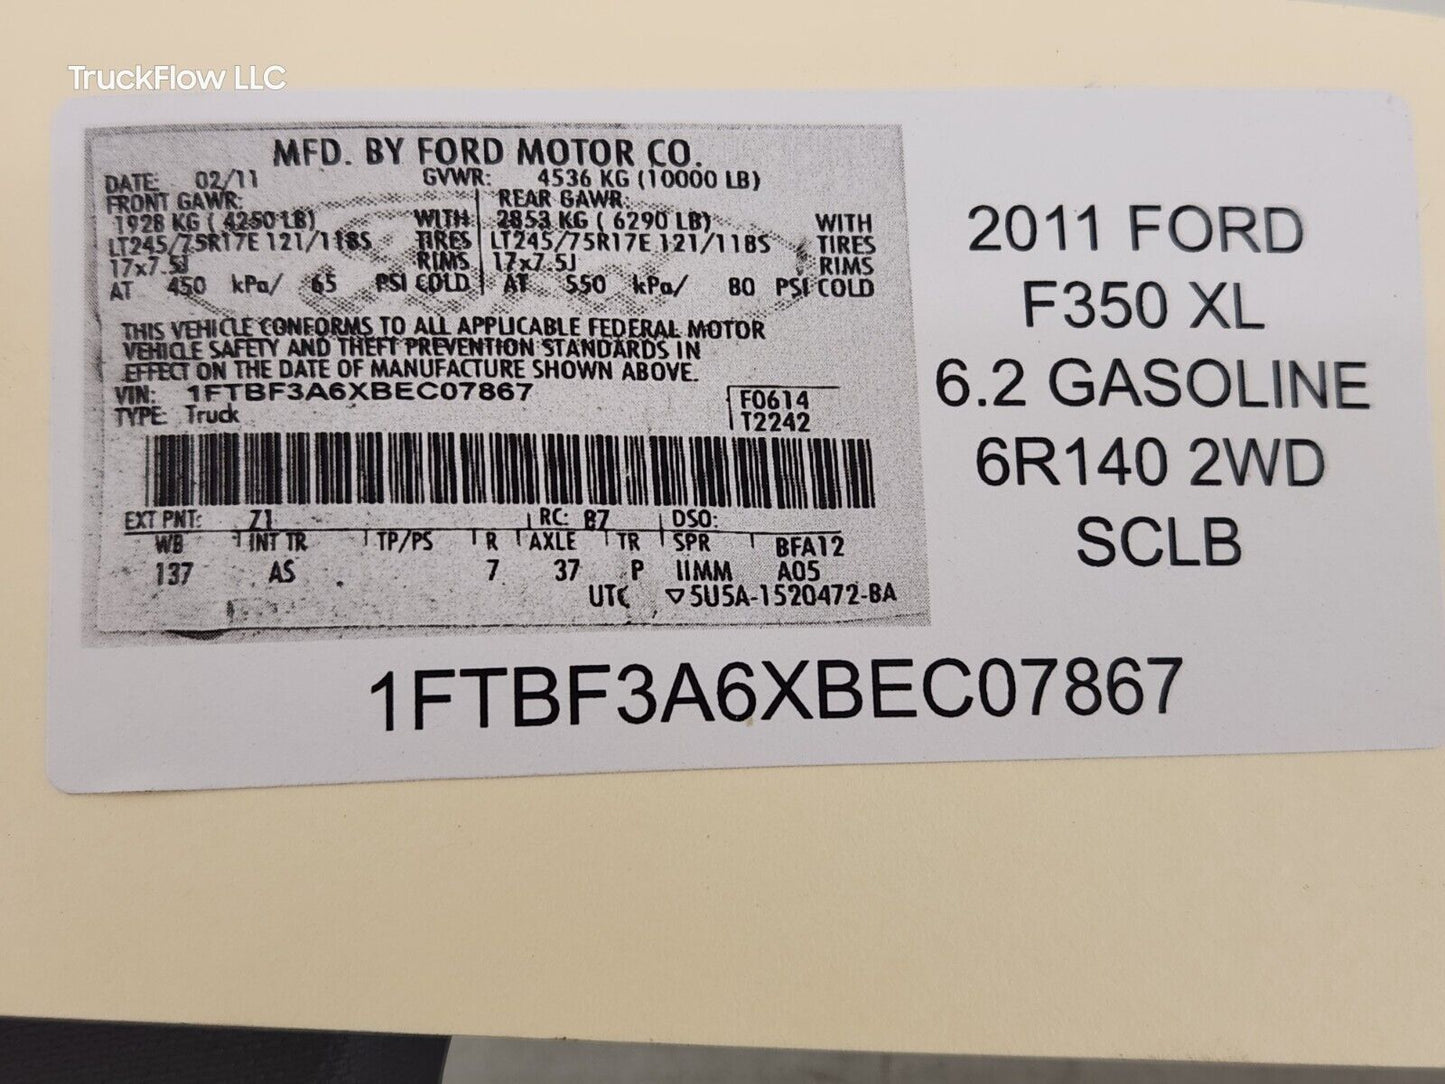 TruckFlow LLC
MFD. BY FORD MOTOR CO.
DATE: 02/11 GVWR: 4536 KG (10000 LB)
FRONT GAWR: REAR GAWR:
1928 KG ( 4250 LB) WITH 2853 KG ( 6290 LB) WITH
LT245/75R17E 121/118S TIRES LT245/75R17E 121/118S TIRES
17x7.5J RIMS 17x7.5J RIMS
AT 450 kPa/ 65 PSI COLD AT 550 kPa/ 80 PSI COLD
THIS VEHICLE CONFORMS TO ALL APPLICABLE FEDERAL MOTOR
VEHICLE SAFETY AND THEFT PREVENTION STANDARDS IN
EFFECT ON THE DATE OF MANUFACTURE SHOWN ABOVE.
VIN: 1FTBF3A6XBEC07867
TYPE: Truck
F0614
T2242
EXT PNT: Z1 RC: 87 DSO:
WB INT TR TP/PS R AXLE TR SPR BFA12
137 AS 7 37 P IIMM A05
UTC ▽5U5A-1520472-BA
2011 FORD
F350 XL
6.2 GASOLINE
6R140 2WD
SCLB
1FTBF3A6XBEC07867